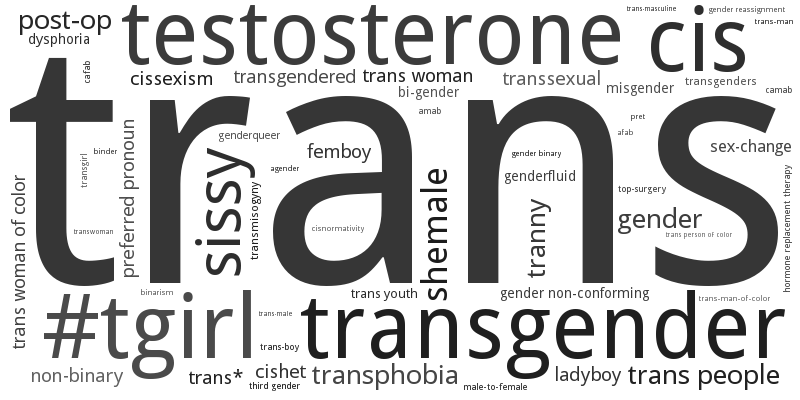 post-op
testosterone
trans-masculine
gender reassignment
cis
trans-man
dysphoria
cafab
cissexism
transgendered
trans woman
transsexual
misgender
transgenders
camab
bi-gender
amab
trans
pret
afab
genderqueer
sex-change
binder
transgirl
preferred pronoun
femboy
gender binary
agender
genderfluid
sissy
transmisogyny
shemale
tranny
top-surgery
hormone replacement therapy
trans woman of color
transwoman
cisnormativity
gender
trans person of color
binarism
trans youth
gender non-conforming
trans-man-of-color
#tgirl
trans-male
transgender
trans-boy
non-binary
trans*
cishet
third gender
transphobia
male-to-female
ladyboy
trans people